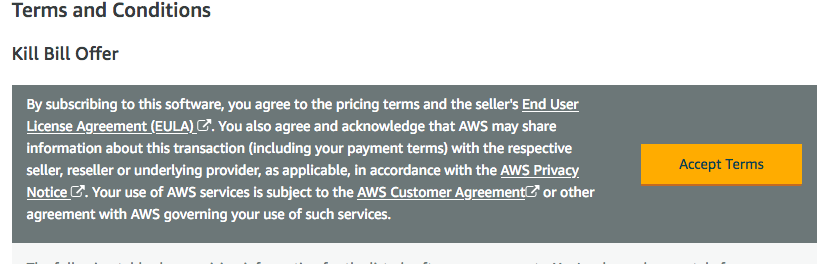 Terms and Conditions
Kill Bill Offer
By subscribing to this software, you agree to the pricing terms and the seller's End User
License Agreement (EULA). You also agree and acknowledge that AWS may share
information about this transaction (including your payment terms) with the respective
seller, reseller or underlying provider, as applicable, in accordance with the AWS Privacy
Notice. Your use of AWS services is subject to the AWS Customer Agreement or other
agreement with AWS governing your use of such services.
Accept Terms